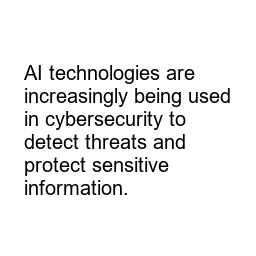 AI technologies are
increasingly being used
in cybersecurity to
detect threats and
protect sensitive
information.